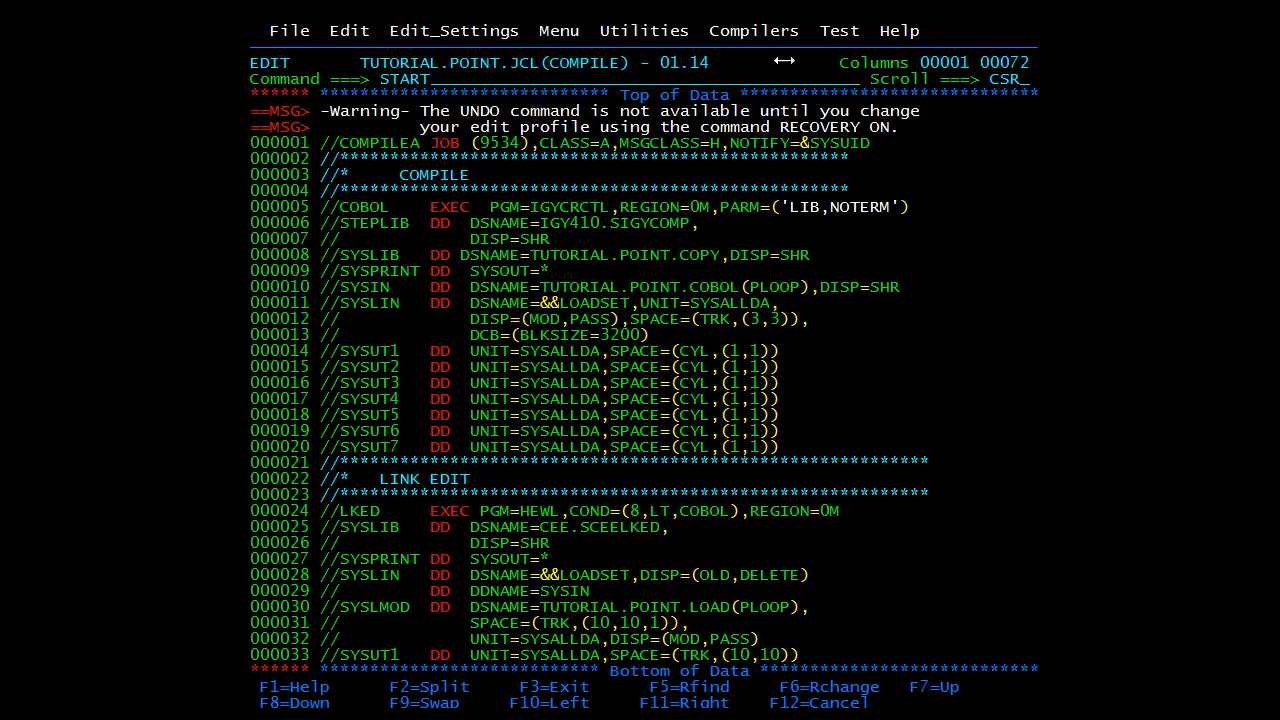 File Edit Edit_Settings Menu Utilities Compilers Test Help
EDIT TUTORIAL.POINT.JCL(COMPILE) - 01.14 Columns 00001 00072
Command ===> START Scroll ===> CSR
****** **************************** Top of Data ******************************
==MSG> -Warning- The UNDO command is not available until you change
==MSG> your edit profile using the command RECOVERY ON.
000001 //COMPILEA JOB (9534),CLASS=A,MSGCLASS=H,NOTIFY=&SYSUID
000002 //***************************************************
000003 //* COMPILE
000004 //***************************************************
000005 //COBOL EXEC PGM=IGYCRCTL,REGION=0M,PARM=('LIB,NOTERM')
000006 //STEPLIB DD DSNAME=IGY410.SIGYCOMP,
000007 // DISP=SHR
000008 //SYSLIB DD DSNAME=TUTORIAL.POINT.COPY,DISP=SHR
000009 //SYSPRINT DD SYSOUT=*
000010 //SYSIN DD DSNAME=TUTORIAL.POINT.COBOL(PLOOP),DISP=SHR
000011 //SYSLIN DD DSNAME=&&LOADSET,UNIT=SYSALLDA,
000012 // DISP=(MOD,PASS),SPACE=(TRK,(3,3)),
000013 // DCB=(BLKSIZE=3200)
000014 //SYSUT1 DD UNIT=SYSALLDA,SPACE=(CYL,(1,1))
000015 //SYSUT2 DD UNIT=SYSALLDA,SPACE=(CYL,(1,1))
000016 //SYSUT3 DD UNIT=SYSALLDA,SPACE=(CYL,(1,1))
000017 //SYSUT4 DD UNIT=SYSALLDA,SPACE=(CYL,(1,1))
000018 //SYSUT5 DD UNIT=SYSALLDA,SPACE=(CYL,(1,1))
000019 //SYSUT6 DD UNIT=SYSALLDA,SPACE=(CYL,(1,1))
000020 //SYSUT7 DD UNIT=SYSALLDA,SPACE=(CYL,(1,1))
000021 //***********************************************************
000022 //* LINK EDIT
000023 //***********************************************************
000024 //LKED EXEC PGM=HEWL,COND=(8,LT,COBOL),REGION=0M
000025 //SYSLIB DD DSNAME=CEE.SCEELKED,
000026 // DISP=SHR
000027 //SYSPRINT DD SYSOUT=*
000028 //SYSLIN DD DSNAME=&&LOADSET,DISP=(OLD,DELETE)
000029 // DD DDNAME=SYSIN
000030 //SYSLMOD DD DSNAME=TUTORIAL.POINT.LOAD(PLOOP),
000031 // SPACE=(TRK,(10,10,1)),
000032 // UNIT=SYSALLDA,DISP=(MOD,PASS)
000033 //SYSUT1 DD UNIT=SYSALLDA,SPACE=(TRK,(10,10))
****** **************************** Bottom of Data ****************************
F1=Help F2=Split F3=Exit F5=Rfind F6=Rchange F7=Up
F8=Down F9=Swap F10=Left F11=Right F12=Cancel